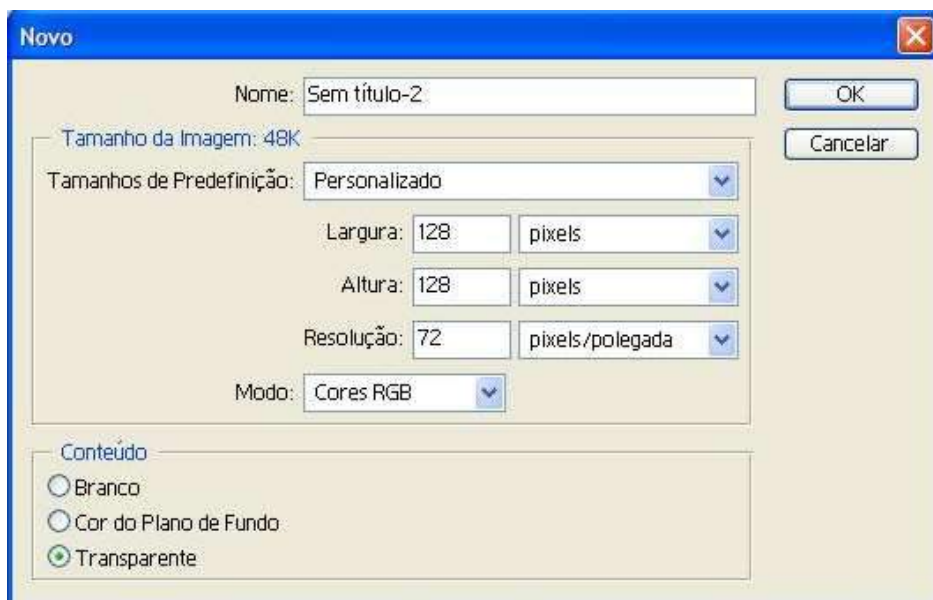 Novo
Nome: Sem título-2
OK
Tamanho da Imagem: 48K
Cancelar
Tamanhos de Predefinição: Personalizado
Largura: 128 pixels
Altura: 128 pixels
Resolução: 72 pixels/polegada
Modo: Cores RGB
Conteúdo
Branco
Cor do Plano de Fundo
Transparente